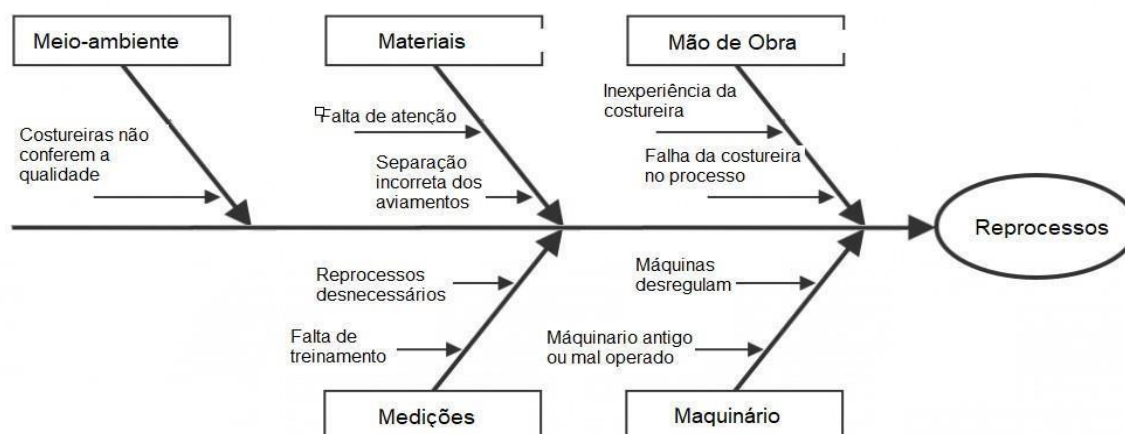 Meio-ambiente
Materiais
Mão de Obra
Inexperiência da
costureira
Falta de atenção
Costureiras não
conferem a
qualidade
Separação
incorreta dos
aviamentos
Falha da costureira
no processo
Reprocessos
Reprocessos
desnecessários
Máquinas
desregulam
Falta de
treinamento
Máquinario antigo
ou mal operado
Medições
Maquinário